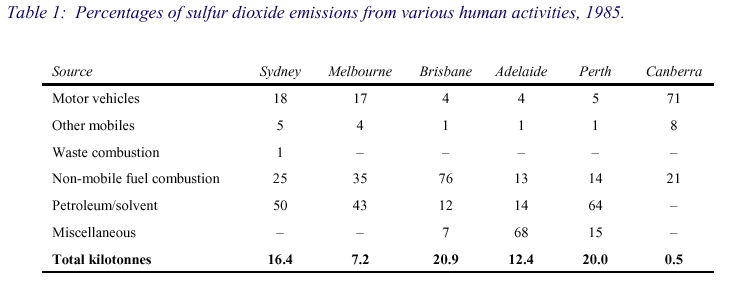 Table 1: Percentages of sulfur dioxide emissions from various human activities, 1985.
Source Sydney Melbourne Brisbane Adelaide Perth Canberra
Motor vehicles 18 17 4 4 5 71
Other mobiles 5 4 1 1 1 8
Waste combustion 1 – – – – –
Non-mobile fuel combustion 25 35 76 13 14 21
Petroleum/solvent 50 43 12 14 64 –
Miscellaneous – – 7 68 15 –
Total kilotonnes 16.4 7.2 20.9 12.4 20.0 0.5